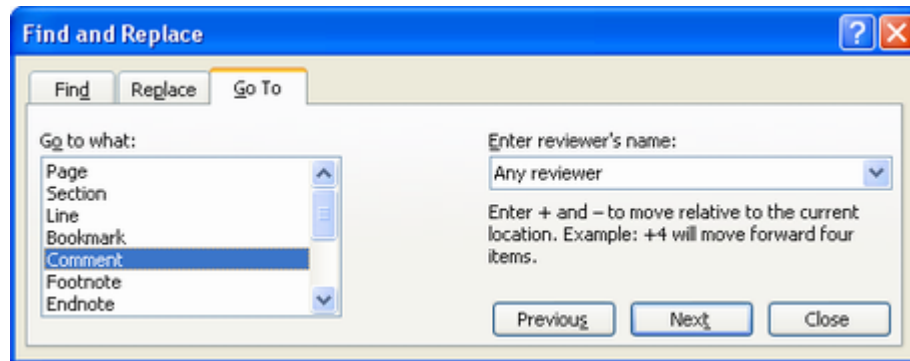 Find and Replace
Find
Replace
Go To
Go to what:
Page
Section
Line
Bookmark
Comment
Footnote
Endnote
Enter reviewer's name:
Any reviewer
Enter + and – to move relative to the current
location. Example: +4 will move forward four
items.
Previous
Next
Close